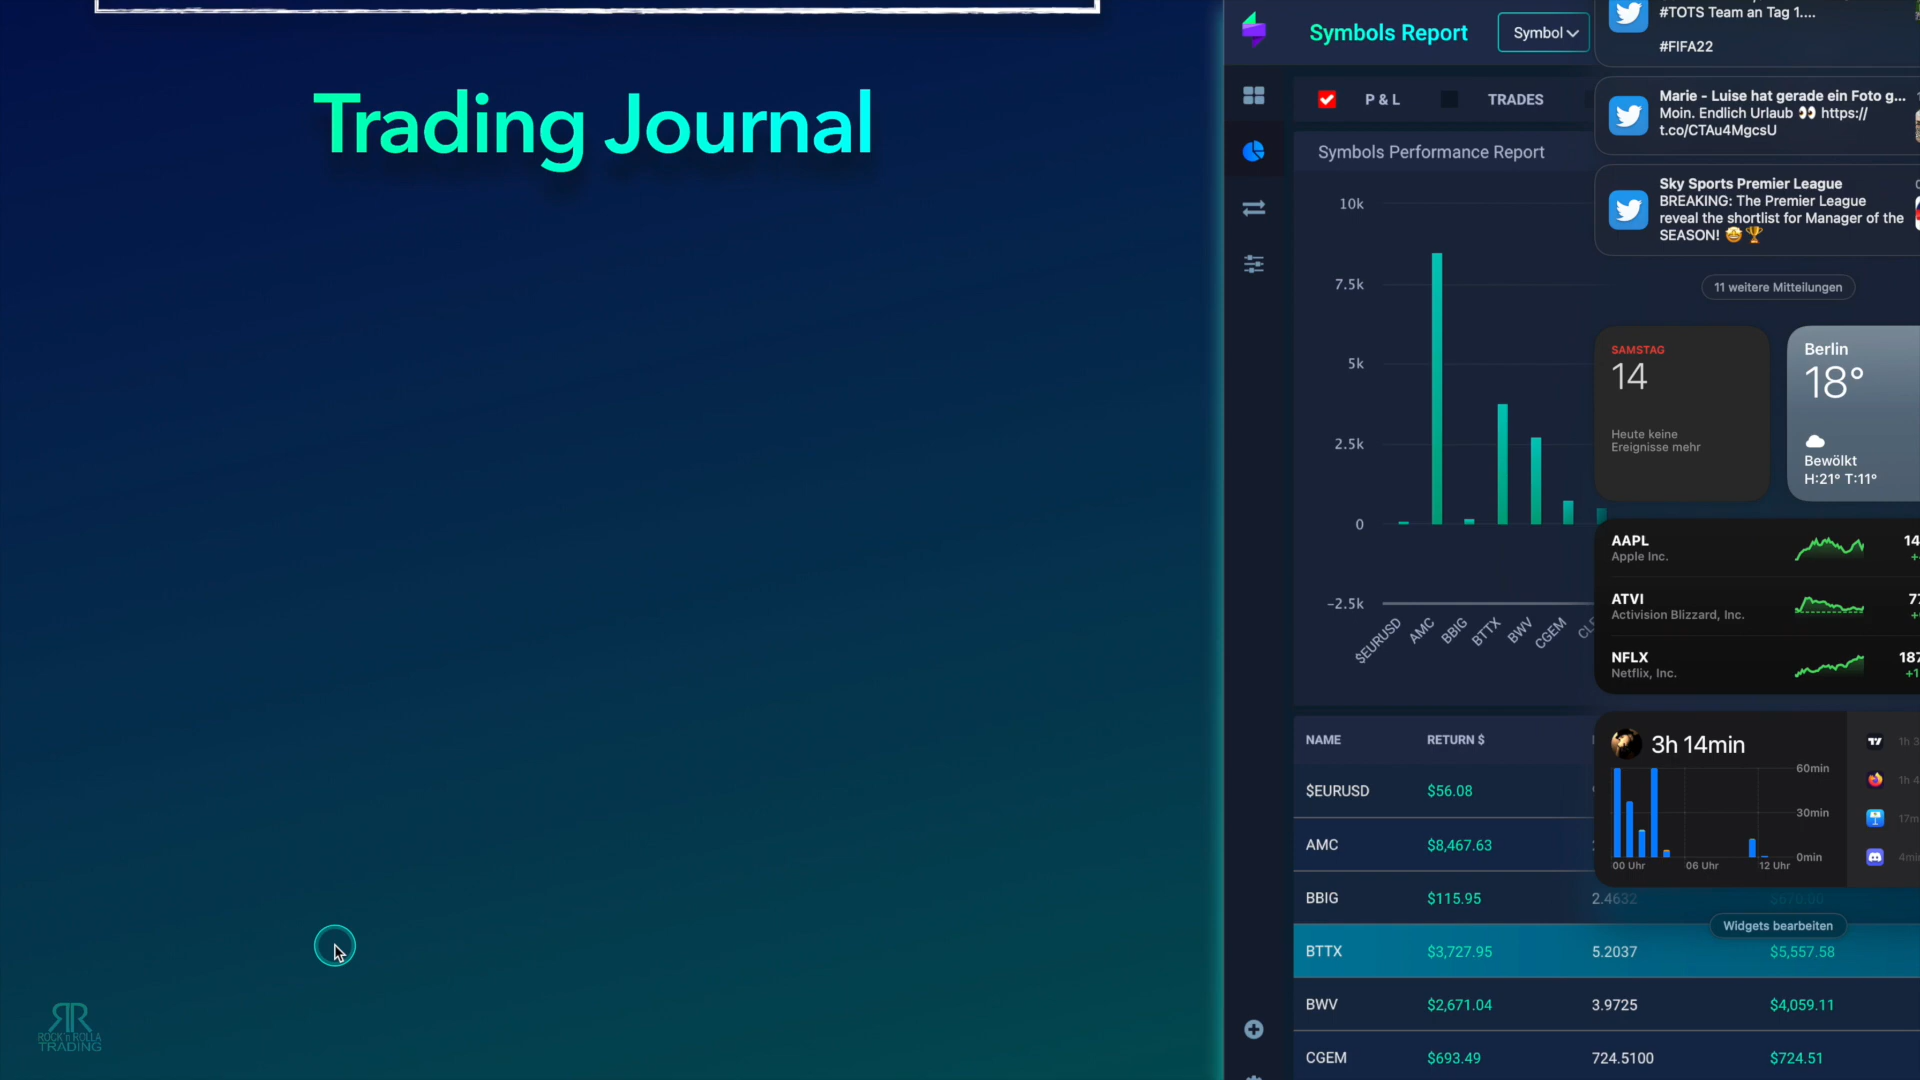 Trading Journal
ROCK'n'ROLLA
TRADING
Symbols Report
Symbol
P & L
TRADES
Symbols Performance Report
10k
7.5k
5k
2.5k
0
−2.5k
$EURUSD
AMC
BBIG
BTTX
BWV
CGEM
NAME
RETURN $
$EURUSD
$56.08
AMC
$8,467.63
BBIG
$115.95
2.4632
$670.00
BTTX
$3,727.95
5.2037
$5,557.58
BWV
$2,671.04
3.9725
$4,059.11
CGEM
$693.49
724.5100
$724.51
#TOTS Team an Tag 1....
#FIFA22
Marie - Luise hat gerade ein Foto g...
Moin. Endlich Urlaub 👀 https://
t.co/CTAu4MgcsU
Sky Sports Premier League
BREAKING: The Premier League
reveal the shortlist for Manager of the
SEASON! 🤩 🏆
11 weitere Mitteilungen
SAMSTAG
14
Heute keine
Ereignisse mehr
Berlin
18°
Bewölkt
H:21° T:11°
AAPL
Apple Inc.
ATVI
Activision Blizzard, Inc.
NFLX
Netflix, Inc.
3h 14min
60min
30min
0min
00 Uhr
06 Uhr
12 Uhr
Widgets bearbeiten